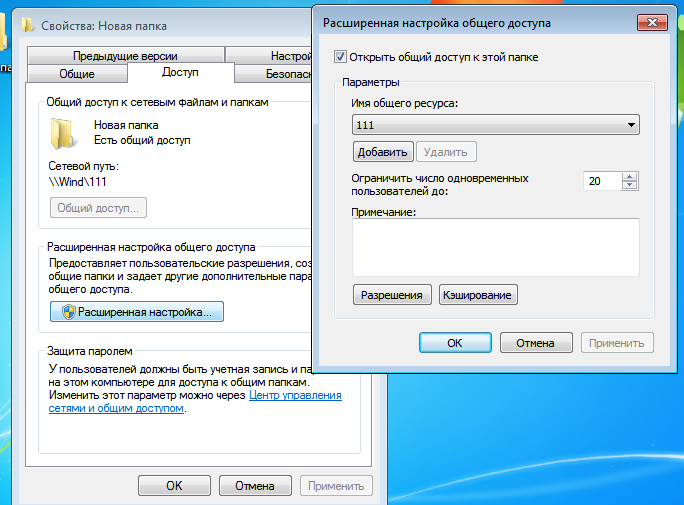 па
Свойства: Новая папка
Предыдущие версии
Настрой
Общие
Доступ
Безопасн
Общий доступ к сетевым файлам и папкам
Новая папка
Есть общий доступ
Сетевой путь:
\\Wind\111
Общий доступ...
Расширенная настройка общего доступа
Предоставляет пользовательские разрешения, соз
общие папки и задает другие дополнительные пара
общего доступа.
Расширенная настройка...
Защита паролем
У пользователей должны быть учетная запись и па
на этом компьютере для доступа к общим папкам.
Изменить этот параметр можно через Центр управления
сетями и общим доступом.
OK
Отмена
Применить
Расширенная настройка общего доступа
Открыть общий доступ к этой папке
Параметры
Имя общего ресурса:
111
Добавить
Удалить
Ограничить число одновременных
пользователей до:
20
Примечание:
Разрешения
Кэширование
OK
Отмена
Применить